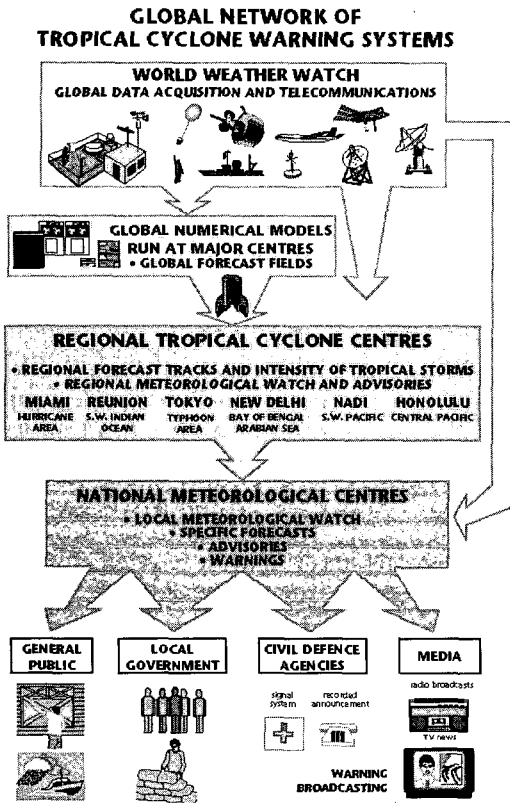 GLOBAL NETWORK OF
TROPICAL CYCLONE WARNING SYSTEMS
WORLD WEATHER WATCH
GLOBAL DATA ACQUISITION AND TELECOMMUNICATIONS
GLOBAL NUMERICAL MODELS
RUN AT MAJOR CENTRES
• GLOBAL FORECAST FIELDS
REGIONAL TROPICAL CYCLONE CENTRES
• REGIONAL FORECAST TRACKS AND INTENSITY OF TROPICAL STORMS
• REGIONAL METEOROLOGICAL WATCH AND ADVISORIES
MIAMI REUNION TOKYO NEW DELHI NADI HONOLULU
HURRICANE S.W. INDIAN TYPHOON BAY OF BENGAL S.W. PACIFIC CENTRAL PACIFIC
AREA OCEAN AREA ARABIAN SEA
NATIONAL METEOROLOGICAL CENTRES
• LOCAL METEOROLOGICAL WATCH
• SPECIFIC FORECASTS
• ADVISORIES
• WARNINGS
GENERAL PUBLIC
LOCAL GOVERNMENT
CIVIL DEFENCE AGENCIES
MEDIA
signal system
recorded announcement
radio broadcasts
TV news
WARNING
BROADCASTING